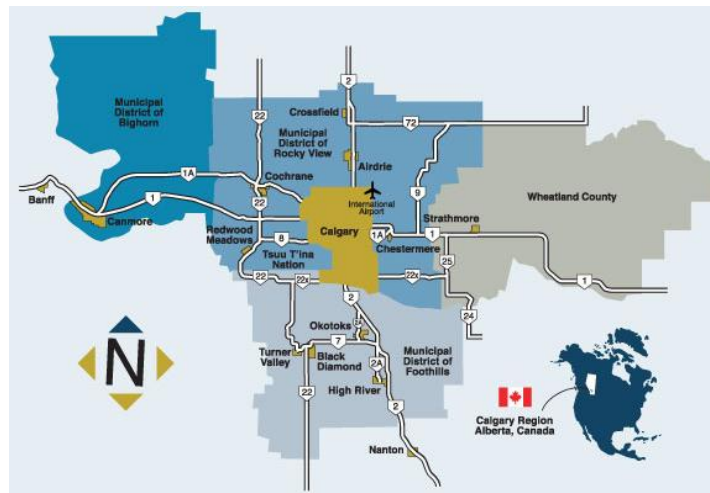 2
Crossfield
22
72
Municipal
District of
Bighorn
Municipal
District of
Rocky View
Airdrie
1A
Cochrane
9
Banff
1
22
International
Airport
Wheatland County
Canmore
Redwood
Meadows
8
Calgary
1A
Strathmore
Chestermere
1
Tsuu T'ina
Nation
25
22
22x
22x
1
2
24
Okotoks
2A
7
Turner
Valley
Black
Diamond
2A
Municipal
District of
Foothills
High River
22
2
Nanton
N
Calgary Region
Alberta, Canada